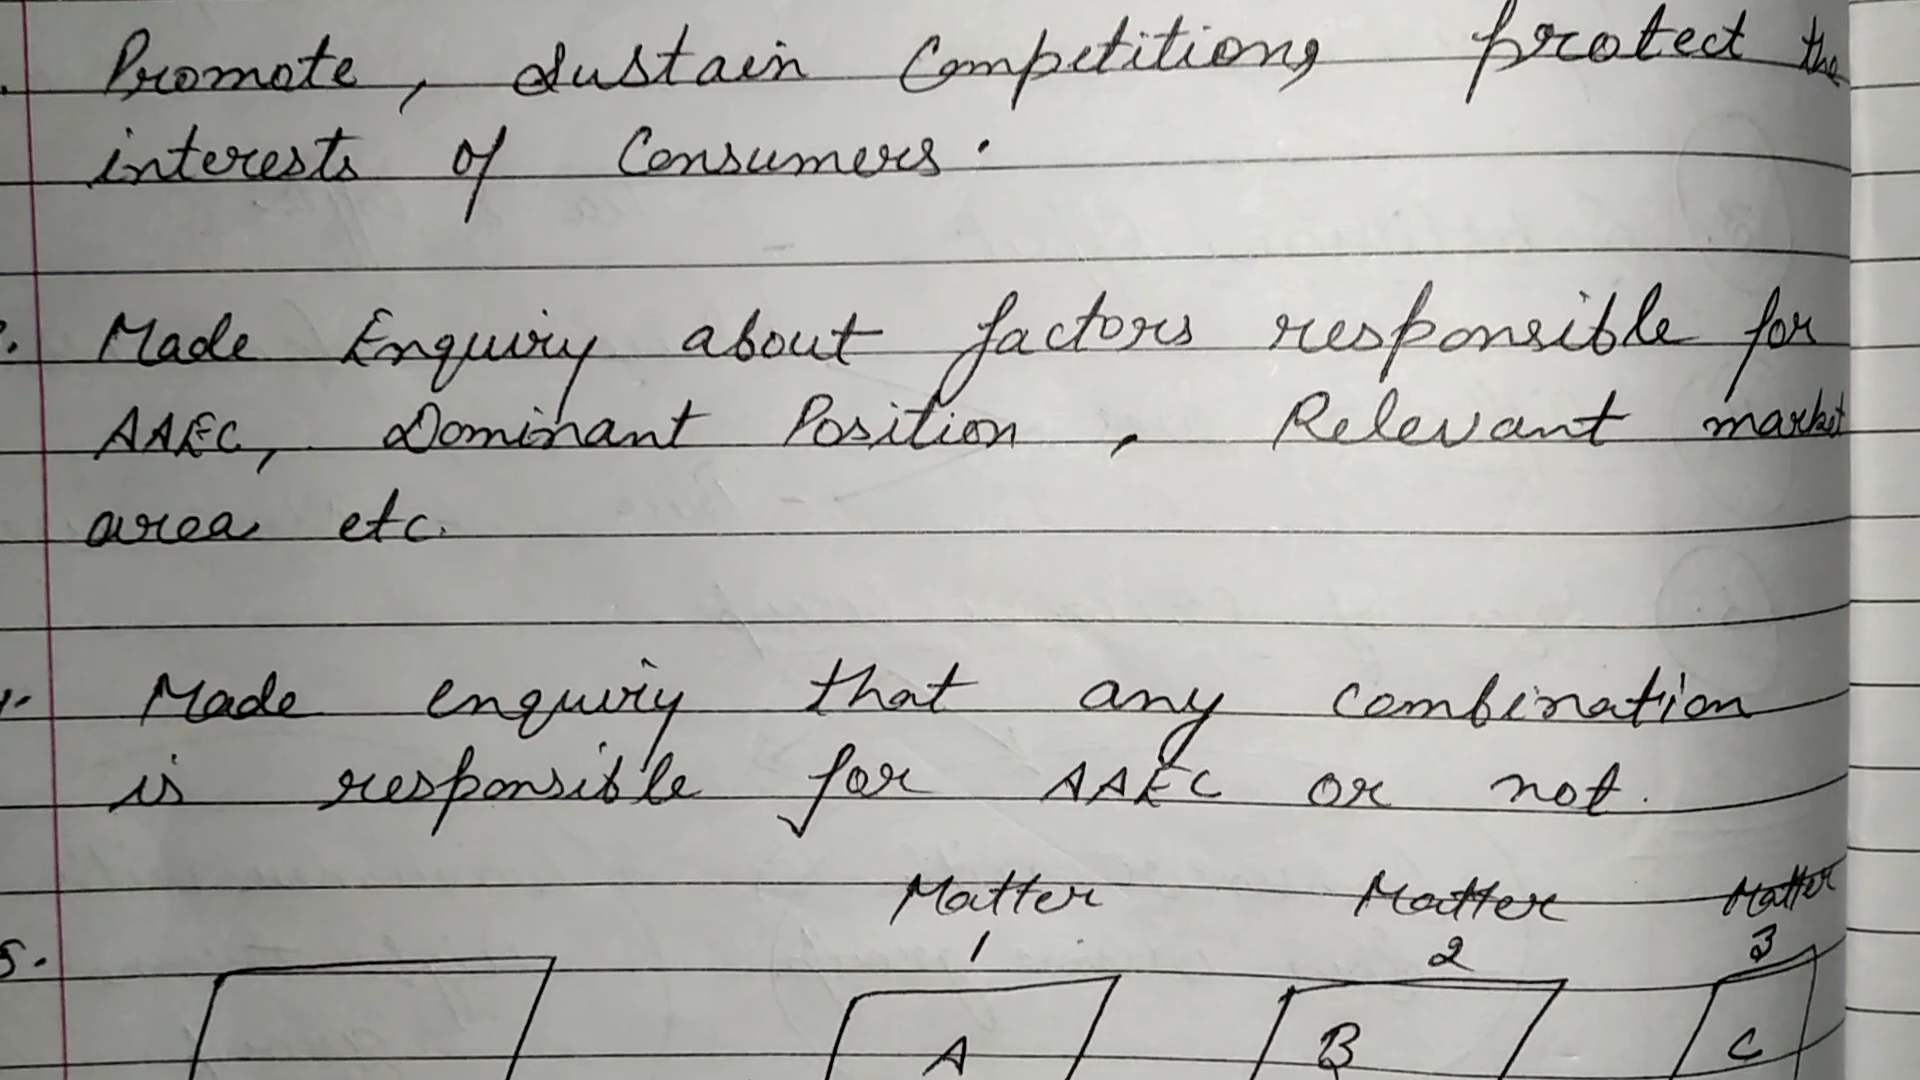 Promote, Sustain Competition, protect the
interests of Consumers.
Made Enquiry about factors responsible for
AAEC, Dominant Position, Relevant market
area etc.
Made enquiry that any combination
is responsible for AAEC or not.
Matter Matter Matter
1 2 3
5.
A B C